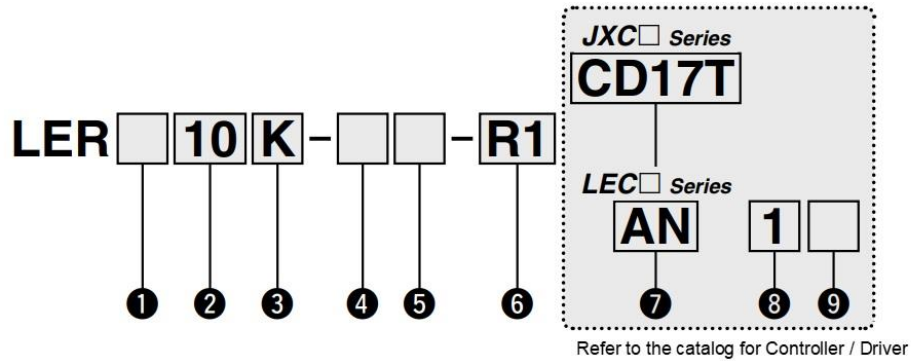 JXC□ Series
CD17T
LER□ 10 K-□□-R1
LEC□ Series
AN 1 □
❶ ❷ ❸ ❹ ❺ ❻ ❼ ❽ ❾
Refer to the catalog for Controller / Driver